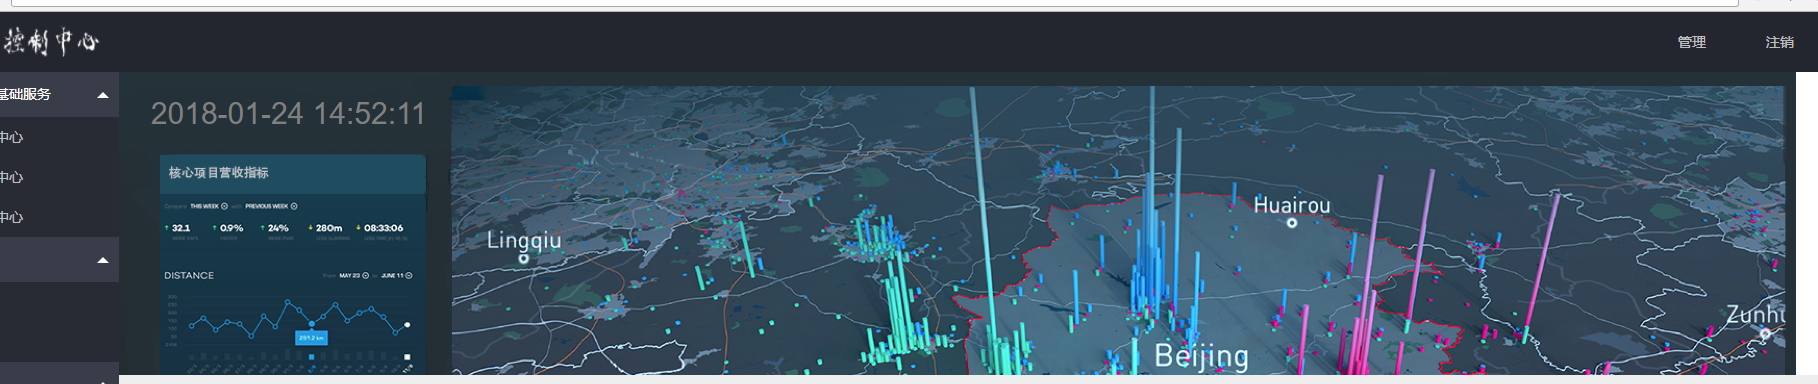 控制中心
管理
注销
基础服务
中心
中心
中心
2018-01-24 14:52:11
核心项目营收指标
Compare THIS WEEK with PREVIOUS WEEK
32.1 0.9% 24% 280m 08:33:06
DISTANCE
From MAY 23 to JUNE 11
Lingqiu
Huairou
Zunhu
Beijing